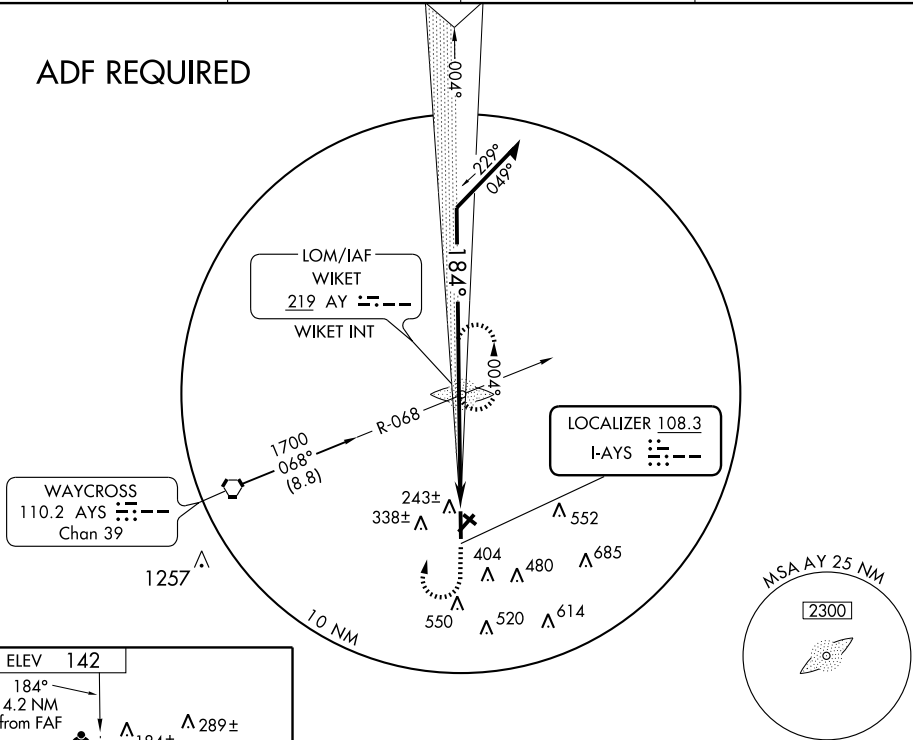 ADF REQUIRED
004°
229°
049°
184°
LOM/IAF
WIKET
219 AY
WIKET INT
004°
R-068
1700
068°
(8.8)
LOCALIZER 108.3
I-AYS
WAYCROSS
110.2 AYS
Chan 39
243±
338±
552
404
480
685
1257
550
520
614
10 NM
MSA AY 25 NM
2300
ELEV 142
184°
4.2 NM
from FAF
289±
184±